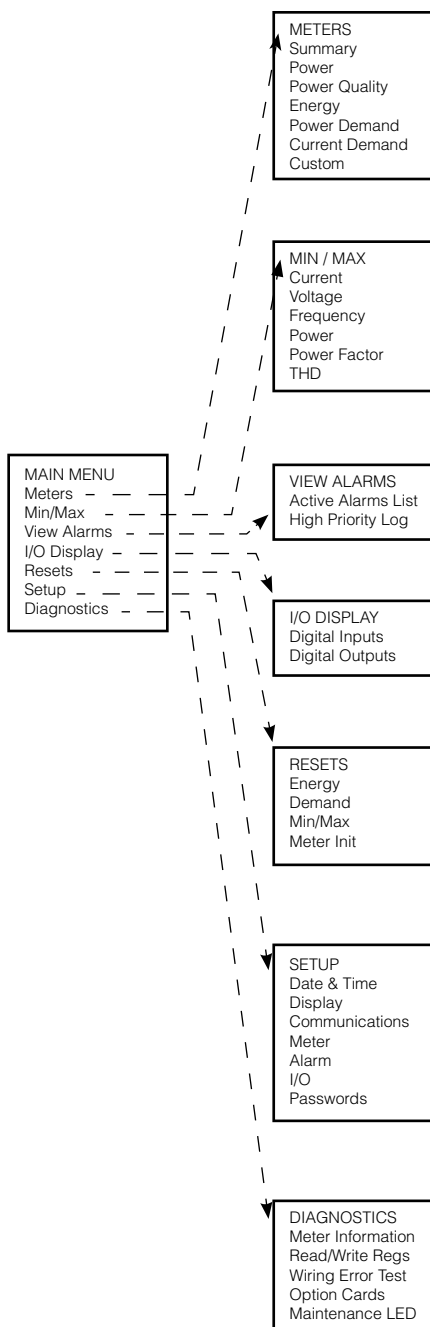 METERS
Summary
Power
Power Quality
Energy
Power Demand
Current Demand
Custom
MIN / MAX
Current
Voltage
Frequency
Power
Power Factor
THD
MAIN MENU
Meters
Min/Max
View Alarms
I/O Display
Resets
Setup
Diagnostics
VIEW ALARMS
Active Alarms List
High Priority Log
I/O DISPLAY
Digital Inputs
Digital Outputs
RESETS
Energy
Demand
Min/Max
Meter Init
SETUP
Date & Time
Display
Communications
Meter
Alarm
I/O
Passwords
DIAGNOSTICS
Meter Information
Read/Write Regs
Wiring Error Test
Option Cards
Maintenance LED